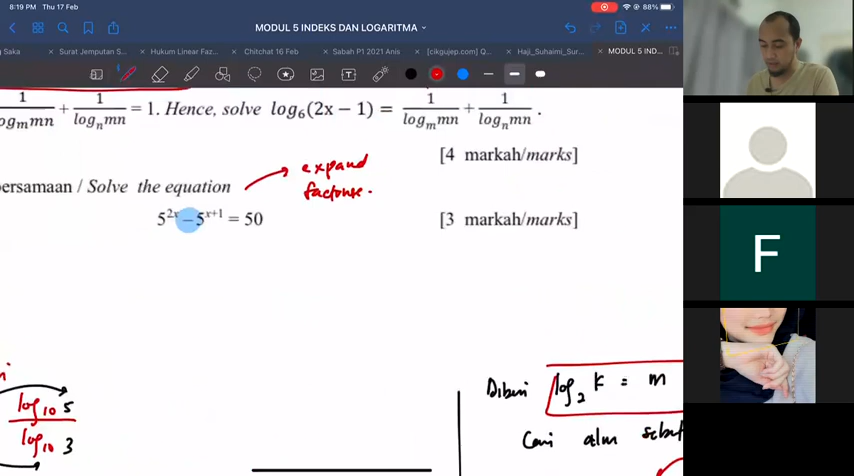 8:19 PM Thu 17 Feb
88%
MODUL 5 INDEKS DAN LOGARITMA
ng Saka
Surat Jemputan S...
Hukum Linear Faz...
Chitchat 16 Feb
Sabah P1 2021 Anis
[cikgujep.com] Q...
Haji_Suhaimi_Sur...
MODUL 5 IND...
1/og_m mn + 1/log_n mn = 1. Hence, solve log_6(2x − 1) = 1/log_m mn + 1/log_n mn .
[4 markah/marks]
expand
factorise.
persamaan / Solve the equation
5^{2x} − 5^{x+1} = 50
[3 markah/marks]
F
log_10 5
log_10 3
Diberi log_2 k = m
Cari dlm